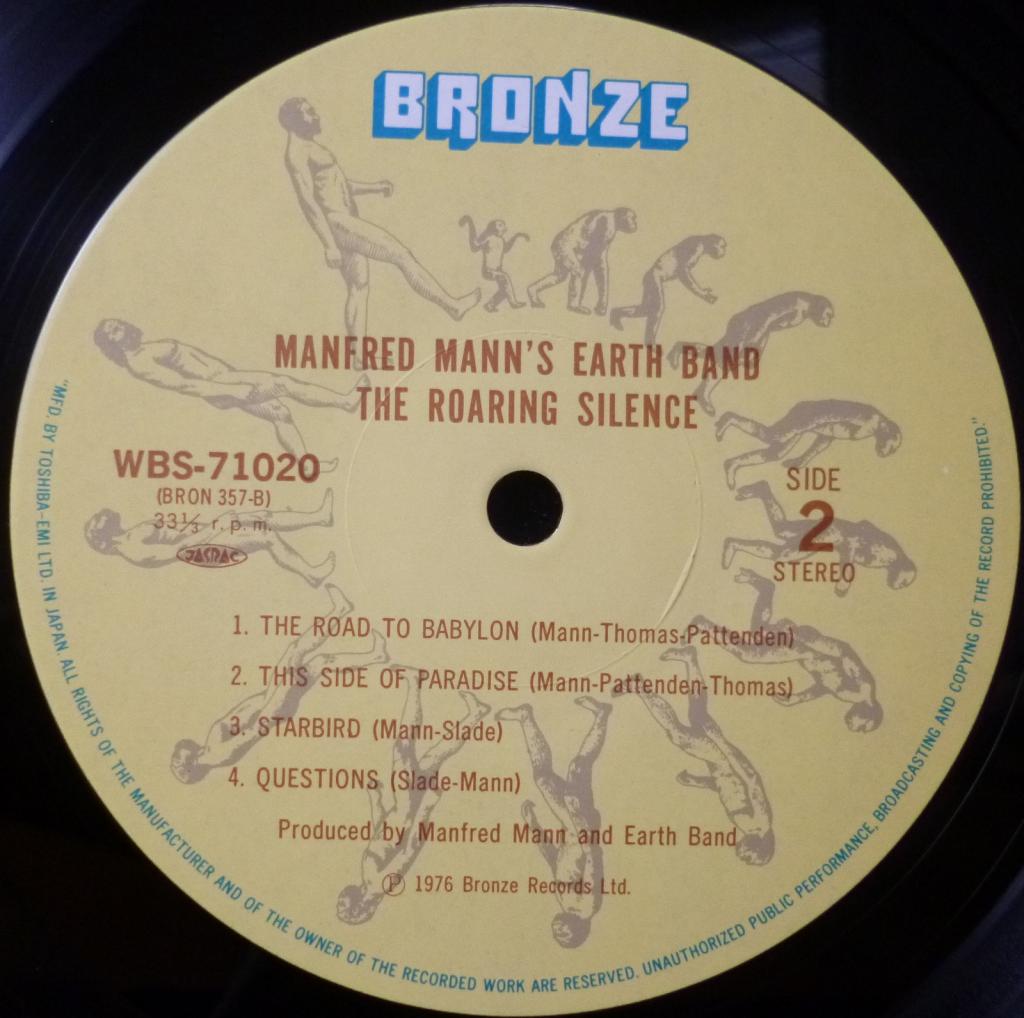 BRONZE
MANFRED MANN'S EARTH BAND
THE ROARING SILENCE
WBS-71020
(BRON 357-B)
33⅓ r. p. m.
JASRAC
SIDE
2
STEREO
1. THE ROAD TO BABYLON (Mann-Thomas-Pattenden)
2. THIS SIDE OF PARADISE (Mann-Pattenden-Thomas)
3. STARBIRD (Mann-Slade)
4. QUESTIONS (Slade-Mann)
Produced by Manfred Mann and Earth Band
Ⓟ 1976 Bronze Records Ltd.
"MFD. BY TOSHIBA-EMI LTD. IN JAPAN. ALL RIGHTS OF THE MANUFACTURER AND OF THE OWNER OF THE RECORDED WORK ARE RESERVED. UNAUTHORIZED PUBLIC PERFORMANCE, BROADCASTING AND COPYING OF THE RECORD PROHIBITED."